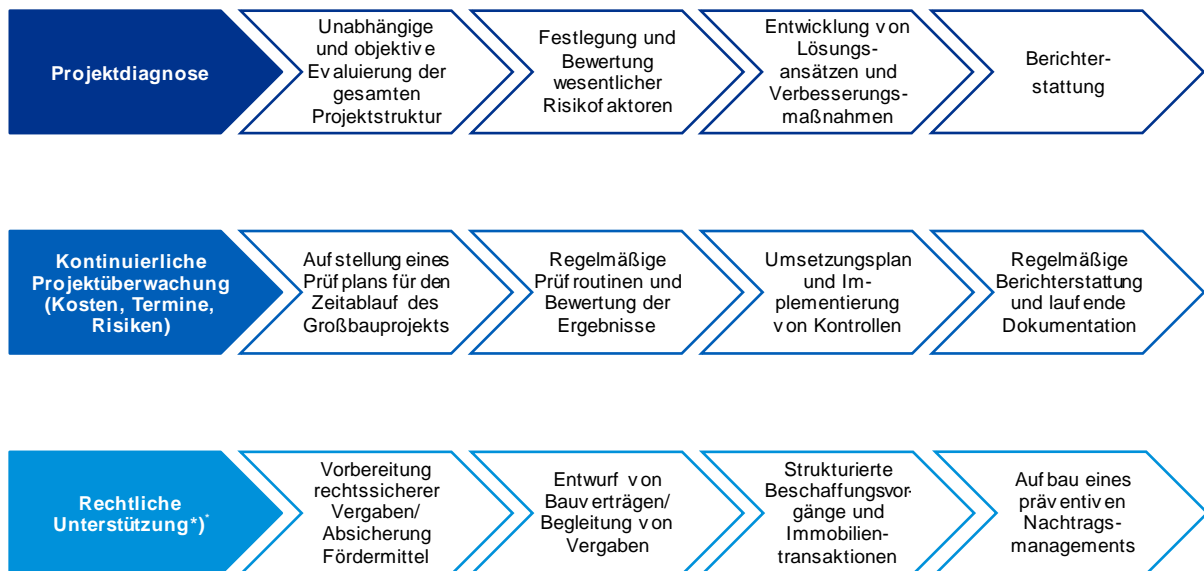 Projektdiagnose
Unabhängige
und objektive
Evaluierung der
gesamten
Projektstruktur
Festlegung und
Bewertung
wesentlicher
Risikofaktoren
Entwicklung von
Lösungs-
ansätzen und
Verbesserungs-
maßnahmen
Berichter-
stattung
Kontinuierliche
Projektüberwachung
(Kosten, Termine,
Risiken)
Aufstellung eines
Prüfplans für den
Zeitablauf des
Großbauprojekts
Regelmäßige
Prüfroutinen und
Bewertung der
Ergebnisse
Umsetzungsplan
und Im-
plementierung
von Kontrollen
Regelmäßige
Berichterstattung
und laufende
Dokumentation
Rechtliche
Unterstützung*)*
Vorbereitung
rechtssicherer
Vergaben/
Absicherung
Fördermittel
Entwurf von
Bauverträgen/
Begleitung von
Vergaben
Strukturierte
Beschaffungsvor-
gänge und
Immobilien-
transaktionen
Aufbau eines
präventiven
Nachtrags-
managements